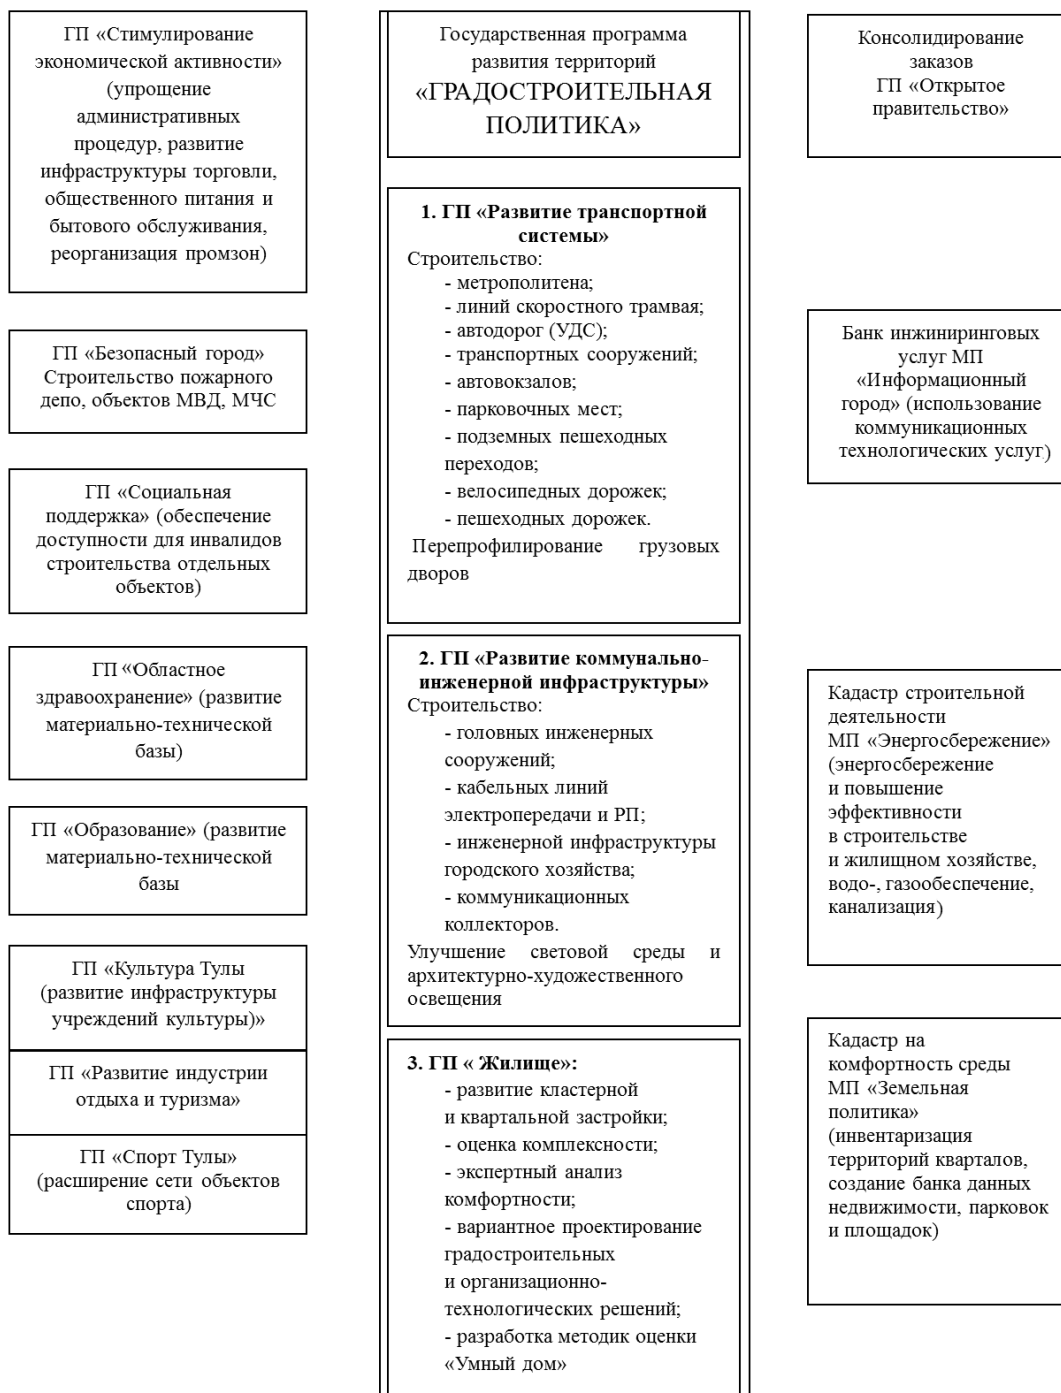 ГП «Стимулирование
экономической активности»
(упрощение
административных
процедур, развитие
инфраструктуры торговли,
общественного питания и
бытового обслуживания,
реорганизация промзон)
ГП «Безопасный город»
Строительство пожарного
депо, объектов МВД, МЧС
ГП «Социальная
поддержка» (обеспечение
доступности для инвалидов
строительства отдельных
объектов)
ГП «Областное
здравоохранение» (развитие
материально-технической
базы)
ГП «Образование» (развитие
материально-технической
базы
ГП «Культура Тулы
(развитие инфраструктуры
учреждений культуры)»
ГП «Развитие индустрии
отдыха и туризма»
ГП «Спорт Тулы»
(расширение сети объектов
спорта)
Государственная программа
развития территорий
«ГРАДОСТРОИТЕЛЬНАЯ
ПОЛИТИКА»
1. ГП «Развитие транспортной
системы»
Строительство:
- метрополитена;
- линий скоростного трамвая;
- автодорог (УДС);
- транспортных сооружений;
- автовокзалов;
- парковочных мест;
- подземных пешеходных
переходов;
- велосипедных дорожек;
- пешеходных дорожек.
Перепрофилирование грузовых
дворов
2. ГП «Развитие коммунально-
инженерной инфраструктуры»
Строительство:
- головных инженерных
сооружений;
- кабельных линий
электропередачи и РП;
- инженерной инфраструктуры
городского хозяйства;
- коммуникационных
коллекторов.
Улучшение световой среды и
архитектурно-художественного
освещения
3. ГП « Жилище»:
- развитие кластерной
и квартальной застройки;
- оценка комплексности;
- экспертный анализ
комфортности;
- вариантное проектирование
градостроительных
и организационно-
технологических решений;
- разработка методик оценки
«Умный дом»
Консолидирование
заказов
ГП «Открытое
правительство»
Банк инжиниринговых
услуг МП
«Информационный
город» (использование
коммуникационных
технологических услуг)
Кадастр строительной
деятельности
МП «Энергосбережение»
(энергосбережение
и повышение
эффективности
в строительстве
и жилищном хозяйстве,
водо-, газообеспечение,
канализация)
Кадастр на
комфортность среды
МП «Земельная
политика»
(инвентаризация
территорий кварталов,
создание банка данных
недвижимости, парковок
и площадок)